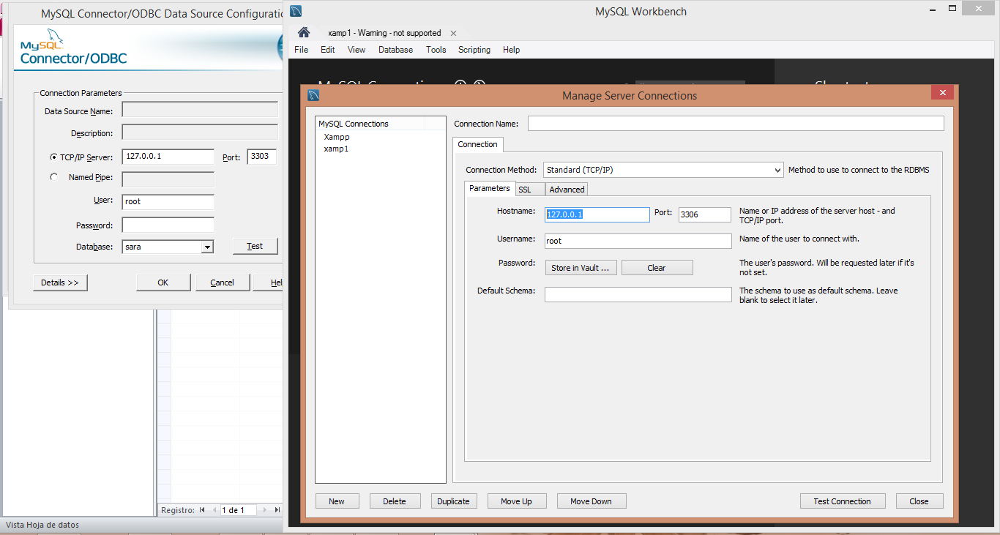 MySQL Connector/ODBC Data Source Configuratio
MySQL
Connector/ODBC
Connection Parameters
Data Source Name:
Description:
TCP/IP Server: 127.0.0.1 Port: 3303
Named Pipe:
User: root
Password:
Database: sara Test
Details >> OK Cancel Hel
Registro: 1 de 1
Vista Hoja de datos
MySQL Workbench
xamp1 - Warning - not supported
File Edit View Database Tools Scripting Help
Manage Server Connections
MySQL Connections
Xampp
xamp1
Connection Name:
Connection
Connection Method: Standard (TCP/IP) Method to use to connect to the RDBMS
Parameters SSL Advanced
Hostname: 127.0.0.1 Port: 3306 Name or IP address of the server host - and
TCP/IP port.
Username: root Name of the user to connect with.
Password: Store in Vault ... Clear The user's password. Will be requested later if it's
not set.
Default Schema: The schema to use as default schema. Leave
blank to select it later.
New Delete Duplicate Move Up Move Down Test Connection Close